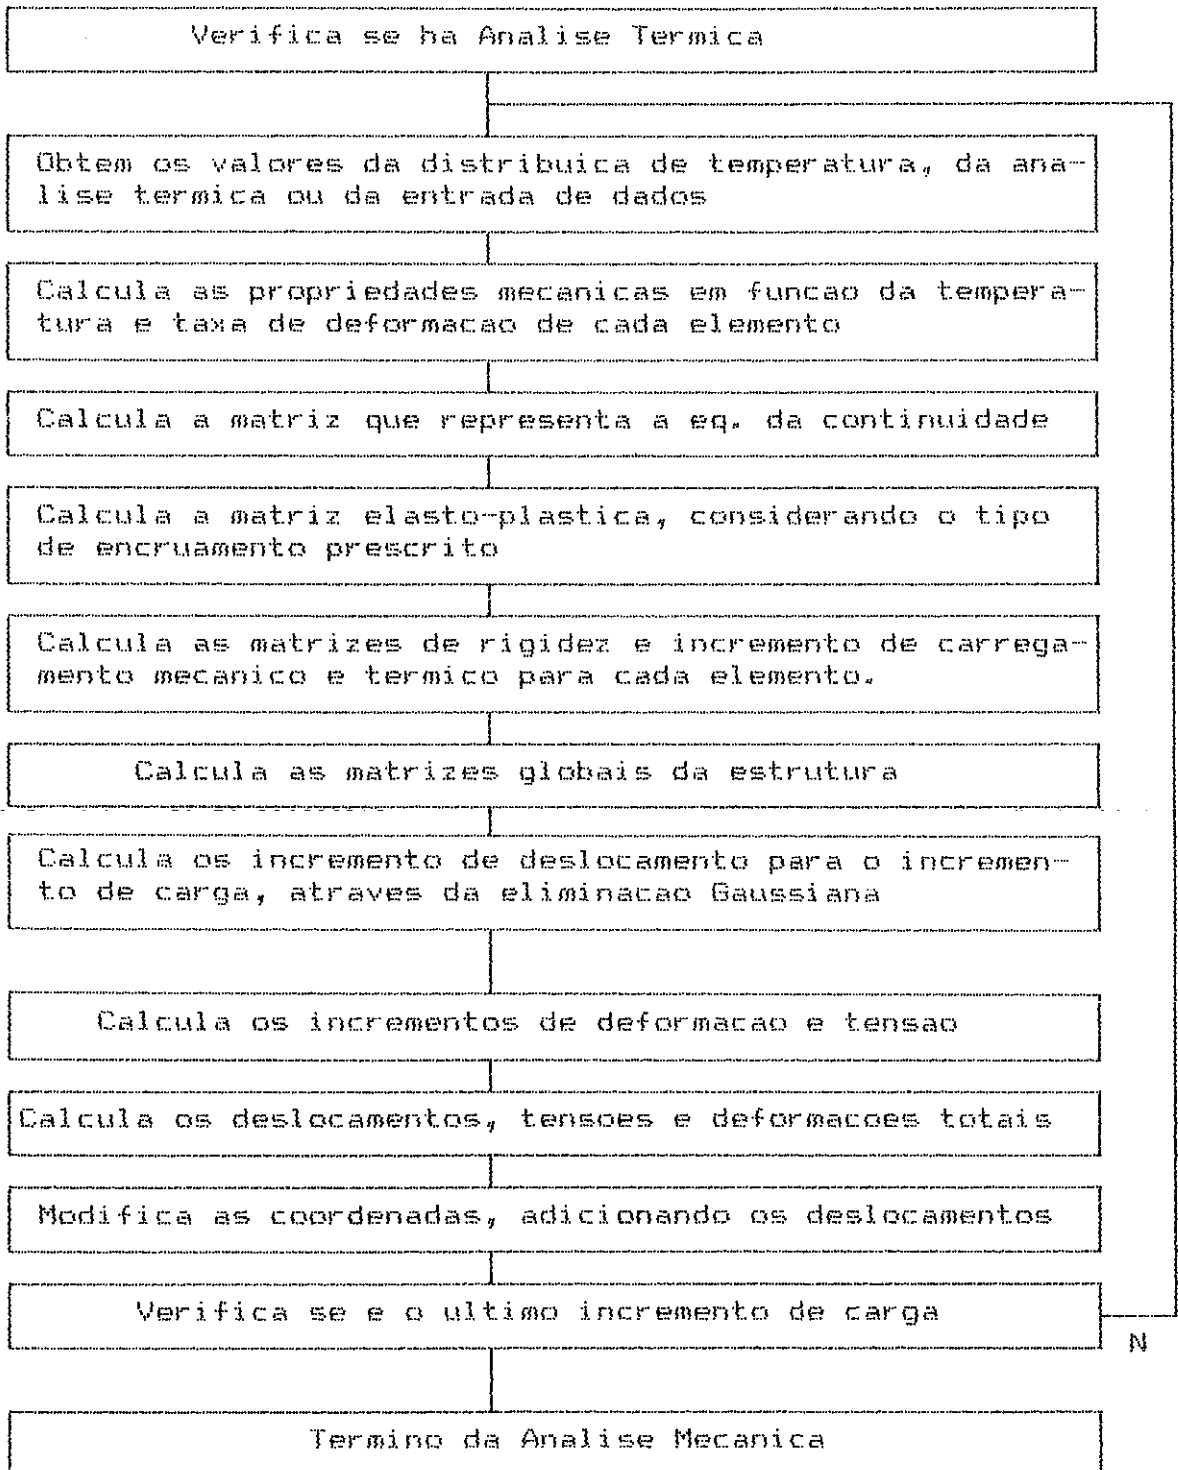 Verifica se ha Analise Termica
Obtem os valores da distribuica de temperatura, da ana-
lise termica ou da entrada de dados
Calcula as propriedades mecanicas em funcao da tempera-
tura e taxa de deformacao de cada elemento
Calcula a matriz que representa a eq. da continuidade
Calcula a matriz elasto-plastica, considerando o tipo
de encruamento prescrito
Calcula as matrizes de rigidez e incremento de carrega-
mento mecanico e termico para cada elemento.
Calcula as matrizes globais da estrutura
Calcula os incremento de deslocamento para o incremen-
to de carga, atraves da eliminacao Gaussiana
Calcula os incrementos de deformacao e tensao
Calcula os deslocamentos, tensoes e deformacoes totais
Modifica as coordenadas, adicionando os deslocamentos
Verifica se e o ultimo incremento de carga
N
Termino da Analise Mecanica